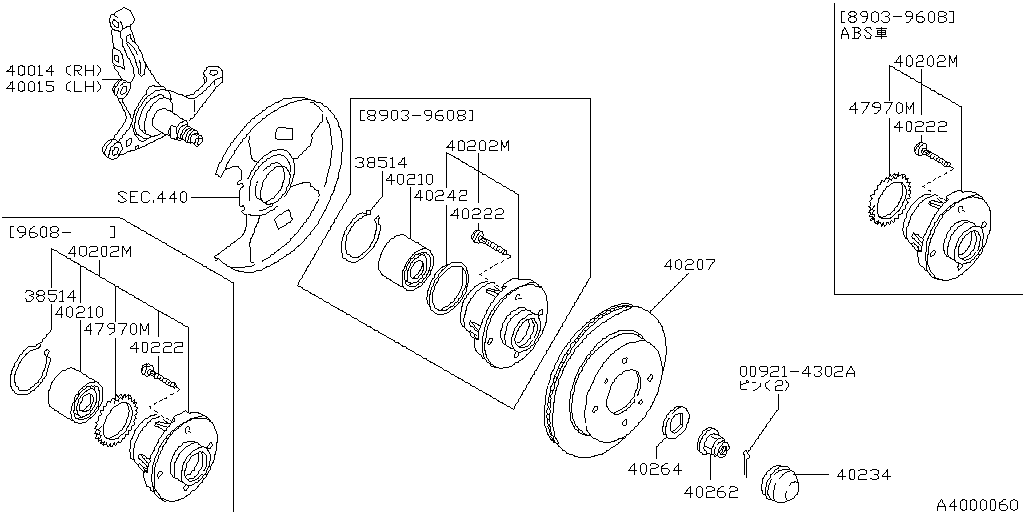 40014 (RH)
40015 (LH)
SEC.440
[8903-9608]
40202M
38514
40210
40242
40222
[8903-9608]
ABS車
40202M
47970M
40222
[9608-    ]
40202M
38514
40210
47970M
40222
40207
00921-4302A
ピン(2)
40264
40262
40234
A4000060